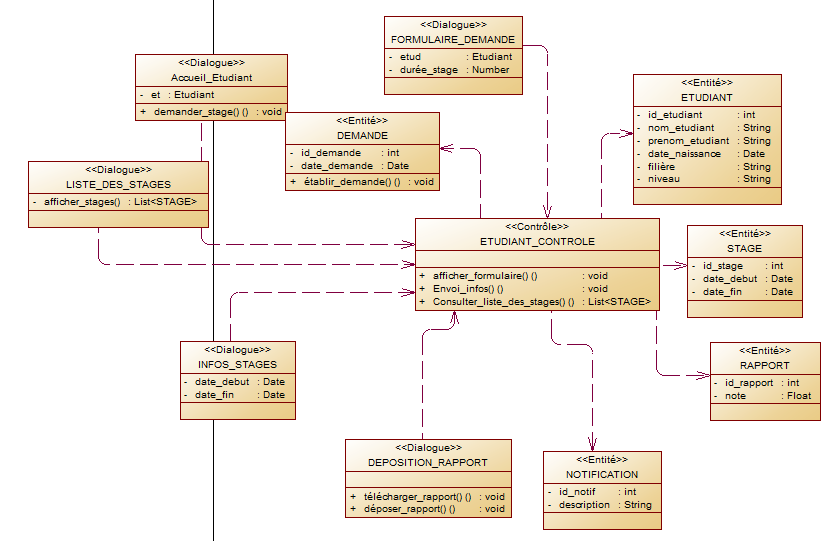 <<Dialogue>>
FORMULAIRE_DEMANDE
- etud : Etudiant
- durée_stage : Number
<<Dialogue>>
Accueil_Etudiant
- et : Etudiant
+ demander_stage() () : void
<<Entité>>
ETUDIANT
- id_etudiant : int
- nom_etudiant : String
- prenom_etudiant : String
- date_naissance : Date
- filière : String
- niveau : String
<<Entité>>
DEMANDE
- id_demande : int
- date_demande : Date
+ établir_demande() () : void
<<Dialogue>>
LISTE_DES_STAGES
- afficher_stages() : List<STAGE>
<<Contrôle>>
ETUDIANT_CONTROLE
+ afficher_formulaire() () : void
+ Envoi_infos() () : void
+ Consulter_liste_des_stages() () : List<STAGE>
<<Entité>>
STAGE
- id_stage : int
- date_debut : Date
- date_fin : Date
<<Dialogue>>
INFOS_STAGES
- date_debut : Date
- date_fin : Date
<<Entité>>
RAPPORT
- id_rapport : int
- note : Float
<<Dialogue>>
DEPOSITION_RAPPORT
+ télécharger_rapport() () : void
+ déposer_rapport() () : void
<<Entité>>
NOTIFICATION
- id_notif : int
- description : String